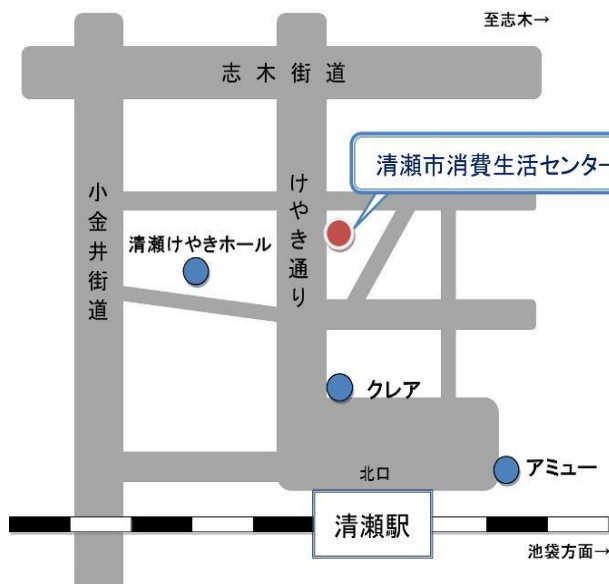 至志木→
志木街道
清瀬市消費生活センター
小金井街道
けやき通り
清瀬けやきホール
クレア
北口
アミュー
清瀬駅
池袋方面→